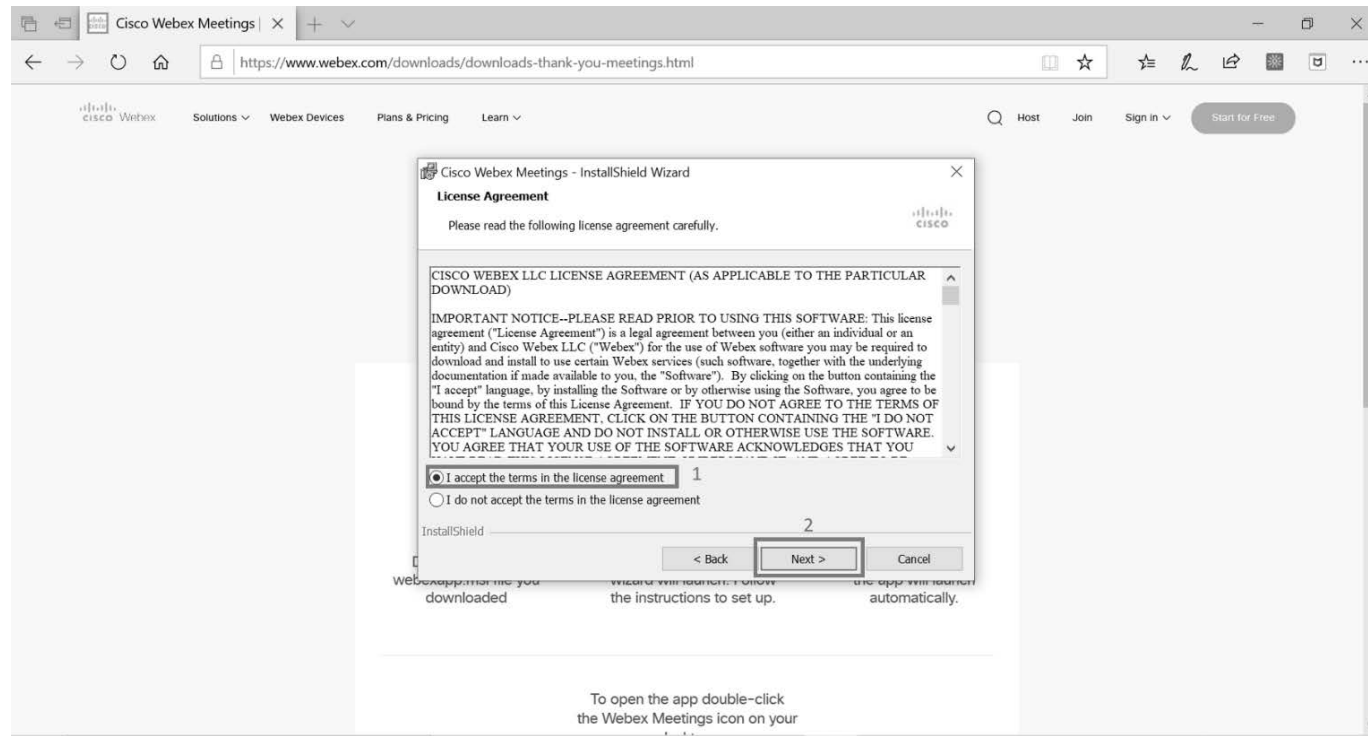 Cisco Webex Meetings |
https://www.webex.com/downloads/downloads-thank-you-meetings.html
cisco Webex Solutions Webex Devices Plans & Pricing Learn Host Join Sign in Start for Free
Cisco Webex Meetings - InstallShield Wizard
License Agreement
Please read the following license agreement carefully.
cisco
CISCO WEBEX LLC LICENSE AGREEMENT (AS APPLICABLE TO THE PARTICULAR
DOWNLOAD)
IMPORTANT NOTICE--PLEASE READ PRIOR TO USING THIS SOFTWARE: This license
agreement ("License Agreement") is a legal agreement between you (either an individual or an
entity) and Cisco Webex LLC ("Webex") for the use of Webex software you may be required to
download and install to use certain Webex services (such software, together with the underlying
documentation if made available to you, the "Software"). By clicking on the button containing the
"I accept" language, by installing the Software or by otherwise using the Software, you agree to be
bound by the terms of this License Agreement. IF YOU DO NOT AGREE TO THE TERMS OF
THIS LICENSE AGREEMENT, CLICK ON THE BUTTON CONTAINING THE "I DO NOT
ACCEPT" LANGUAGE AND DO NOT INSTALL OR OTHERWISE USE THE SOFTWARE.
YOU AGREE THAT YOUR USE OF THE SOFTWARE ACKNOWLEDGES THAT YOU
I accept the terms in the license agreement 1
I do not accept the terms in the license agreement
2
InstallShield
< Back Next > Cancel
downloaded the instructions to set up. automatically.
To open the app double-click
the Webex Meetings icon on your